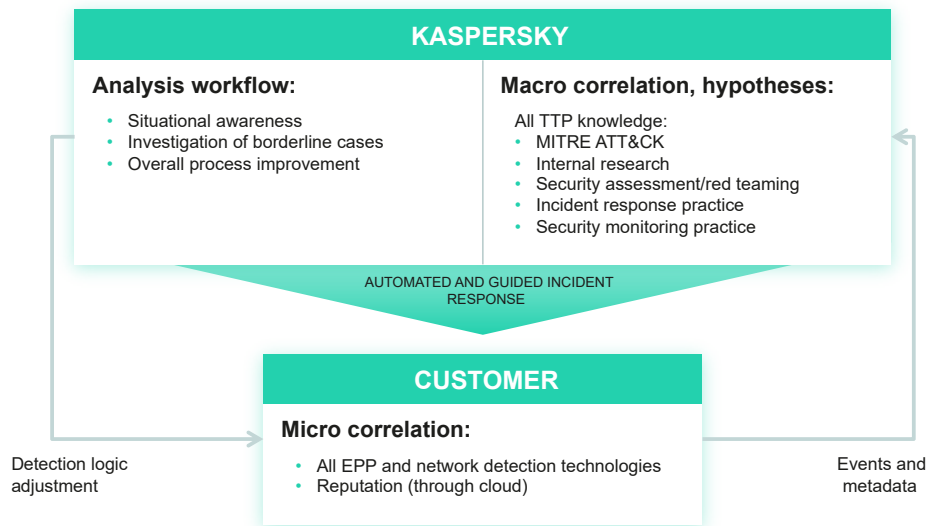 KASPERSKY
Analysis workflow:
• Situational awareness
• Investigation of borderline cases
• Overall process improvement
Macro correlation, hypotheses:
All TTP knowledge:
• MITRE ATT&CK
• Internal research
• Security assessment/red teaming
• Incident response practice
• Security monitoring practice
AUTOMATED AND GUIDED INCIDENT
RESPONSE
CUSTOMER
Micro correlation:
• All EPP and network detection technologies
• Reputation (through cloud)
Detection logic
adjustment
Events and
metadata